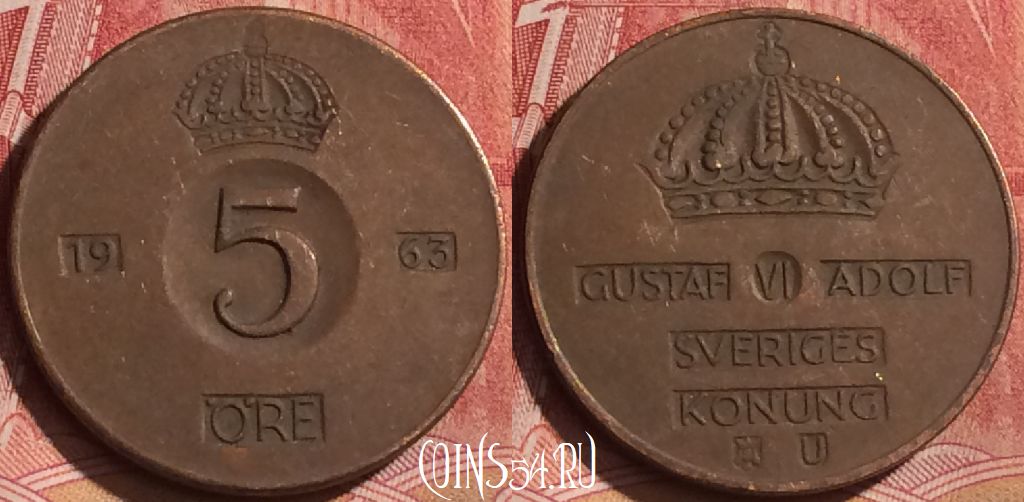 5
19 63
ÖRE
GUSTAF VI ADOLF
SVERIGES
KONUNG
U
COINS54.RU